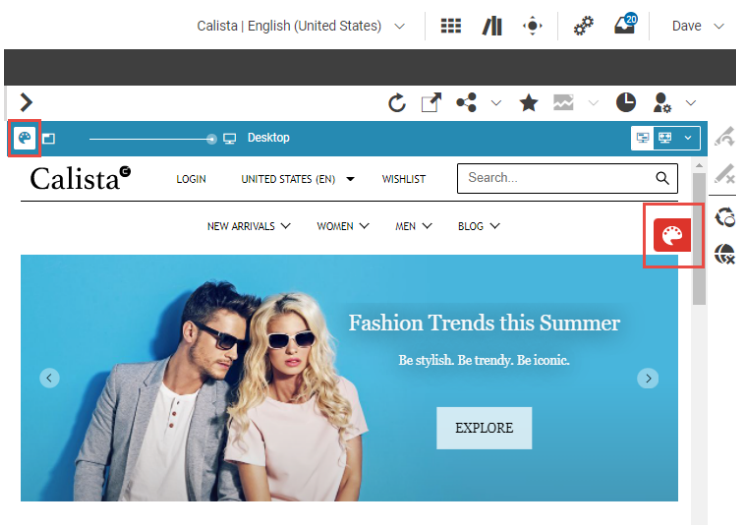 Calista | English (United States)
20
Dave
Desktop
Calista
C
LOGIN
UNITED STATES (EN)
WISHLIST
Search...
NEW ARRIVALS
WOMEN
MEN
BLOG
Fashion Trends this Summer
Be stylish. Be trendy. Be iconic.
EXPLORE